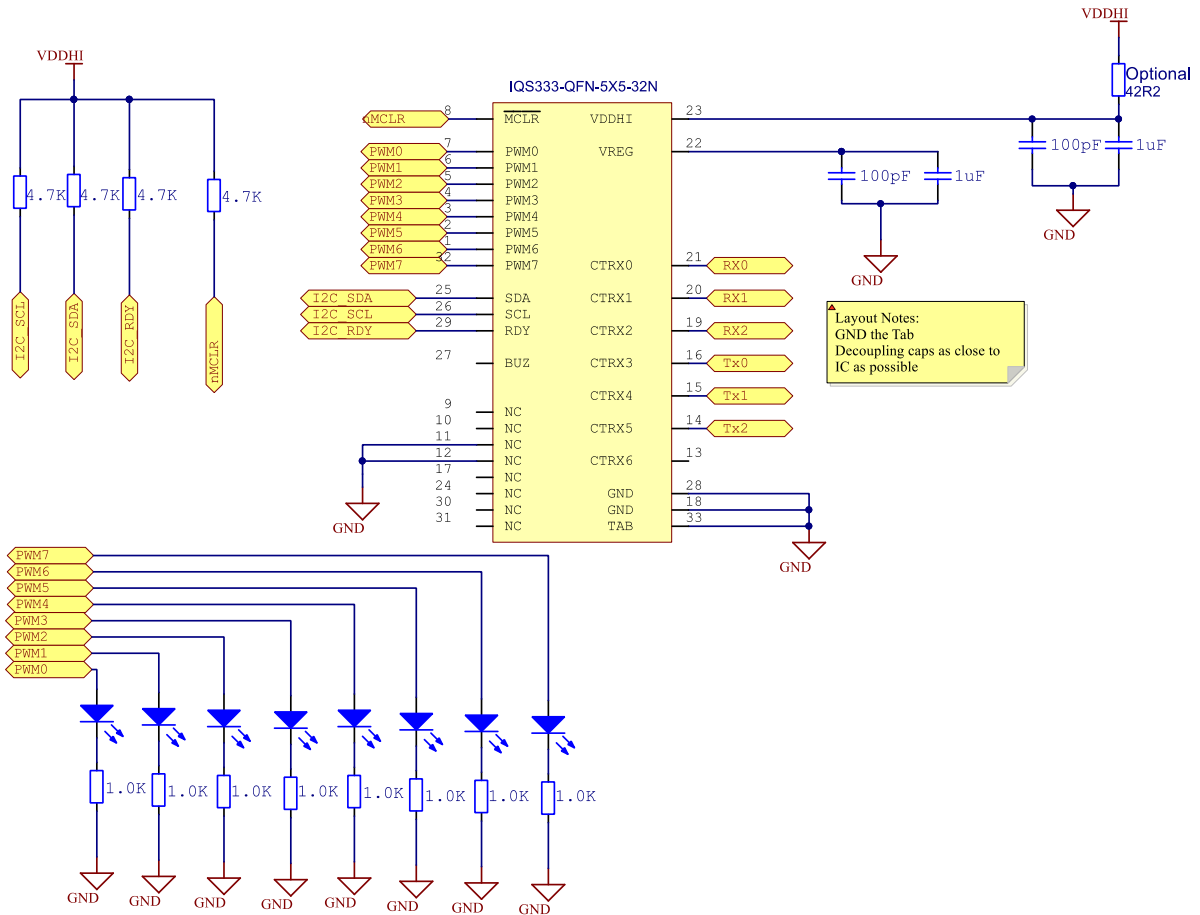 VDDHI
4.7K
4.7K
4.7K
4.7K
I2C_SCL
I2C_SDA
I2C_RDY
nMCLR
IQS333-QFN-5X5-32N
nMCLR 8 MCLR
PWM0 7 PWM0
PWM1 6 PWM1
PWM2 5 PWM2
PWM3 4 PWM3
PWM4 3 PWM4
PWM5 2 PWM5
PWM6 1 PWM6
PWM7 32 PWM7
I2C_SDA 25 SDA
I2C_SCL 26 SCL
I2C_RDY 29 RDY
27 BUZ
9 NC
10 NC
11 NC
12 NC
17 NC
24 NC
30 NC
31 NC
GND
VDDHI 23
VREG 22
CTRX0 21 RX0
CTRX1 20 RX1
CTRX2 19 RX2
CTRX3 16 Tx0
CTRX4 15 Tx1
CTRX5 14 Tx2
CTRX6 13
GND 28
GND 18
TAB 33
GND
VDDHI
Optional
42R2
100pF
1uF
GND
100pF
1uF
GND
Layout Notes:
GND the Tab
Decoupling caps as close to
IC as possible
PWM7
PWM6
PWM5
PWM4
PWM3
PWM2
PWM1
PWM0
1.0K
1.0K
1.0K
1.0K
1.0K
1.0K
1.0K
1.0K
GND
GND
GND
GND
GND
GND
GND
GND